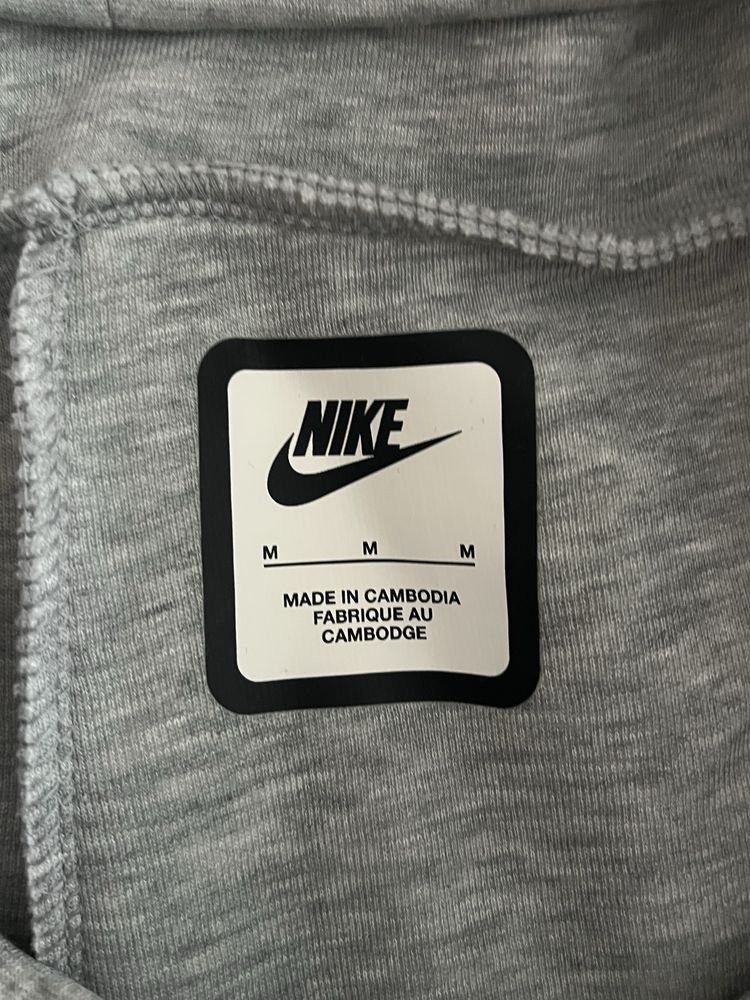 NIKE
M M M
MADE IN CAMBODIA
FABRIQUE AU
CAMBODGE